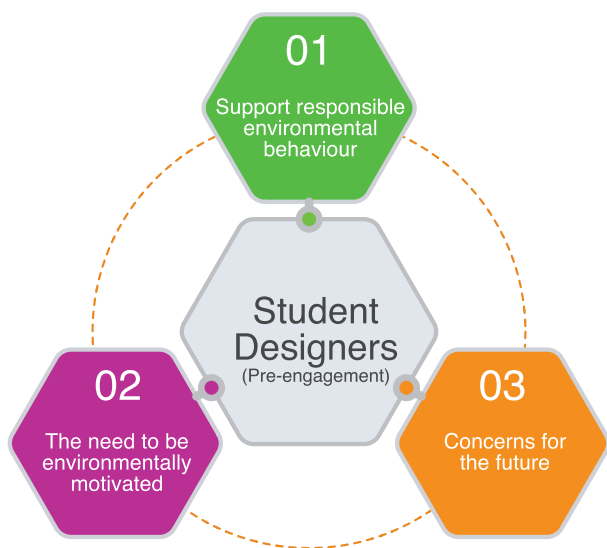 01
Support responsible
environmental
behaviour
Student
Designers
(Pre-engagement)
02
The need to be
environmentally
motivated
03
Concerns for
the future